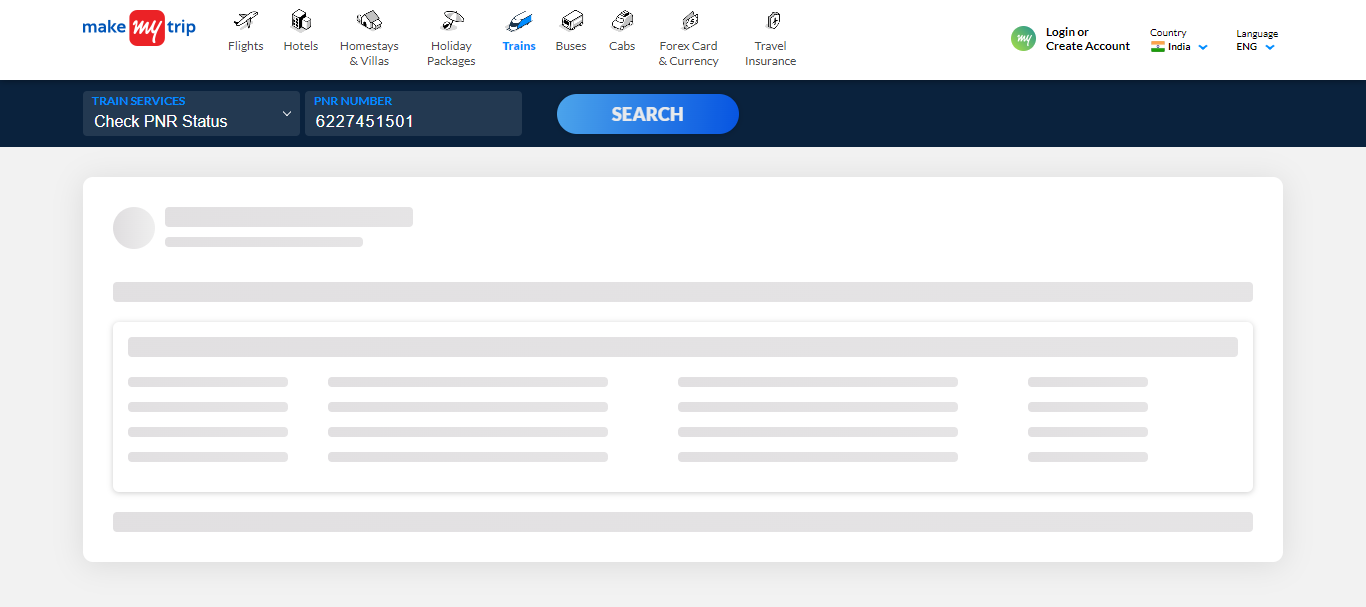 make my trip
Flights
Hotels
Homestays
& Villas
Holiday
Packages
Trains
Buses
Cabs
Forex Card
& Currency
Travel
Insurance
my
Login or
Create Account
Country
India
Language
ENG
TRAIN SERVICES
Check PNR Status
PNR NUMBER
6227451501
SEARCH